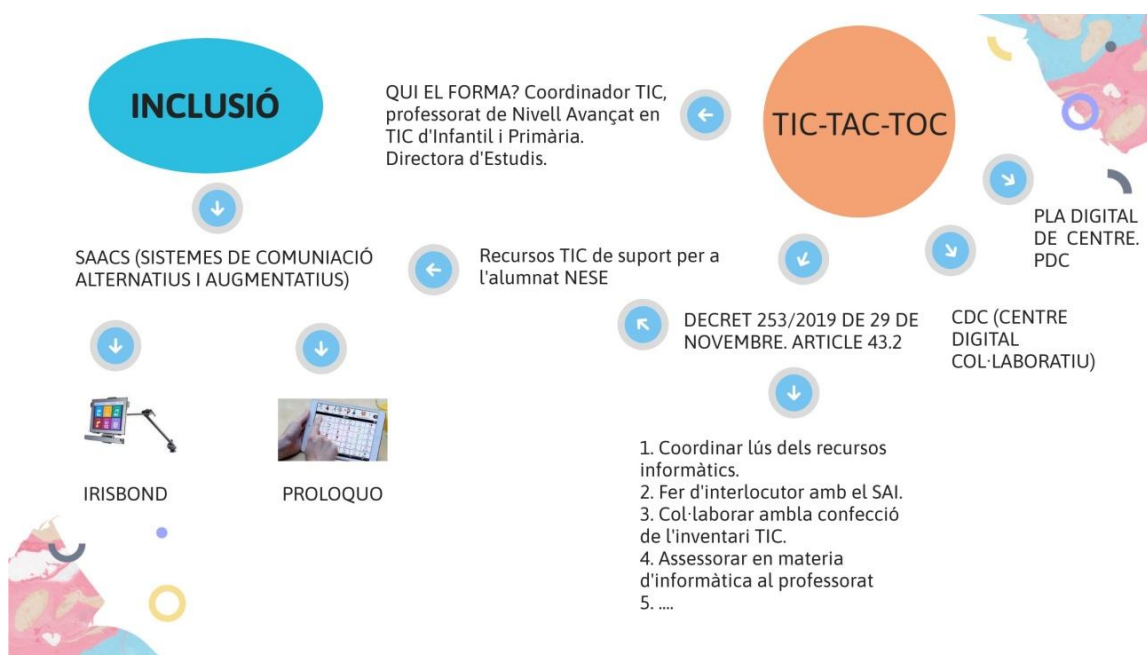 INCLUSIÓ
QUI EL FORMA? Coordinador TIC,
professorat de Nivell Avançat en
TIC d'Infantil i Primària.
Directora d'Estudis.
TIC-TAC-TOC
PLA DIGITAL
DE CENTRE.
PDC
SAACS (SISTEMES DE COMUNIACIÓ
ALTERNATIUS I AUGMENTATIUS)
Recursos TIC de suport per a
l'alumnat NESE
DECRET 253/2019 DE 29 DE
NOVEMBRE. ARTICLE 43.2
CDC (CENTRE
DIGITAL
COL·LABORATIU)
IRISBOND
PROLOQUO
1. Coordinar lús dels recursos
informàtics.
2. Fer d'interlocutor amb el SAI.
3. Col·laborar ambla confecció
de l'inventari TIC.
4. Assessorar en materia
d'informàtica al professorat
5. ....